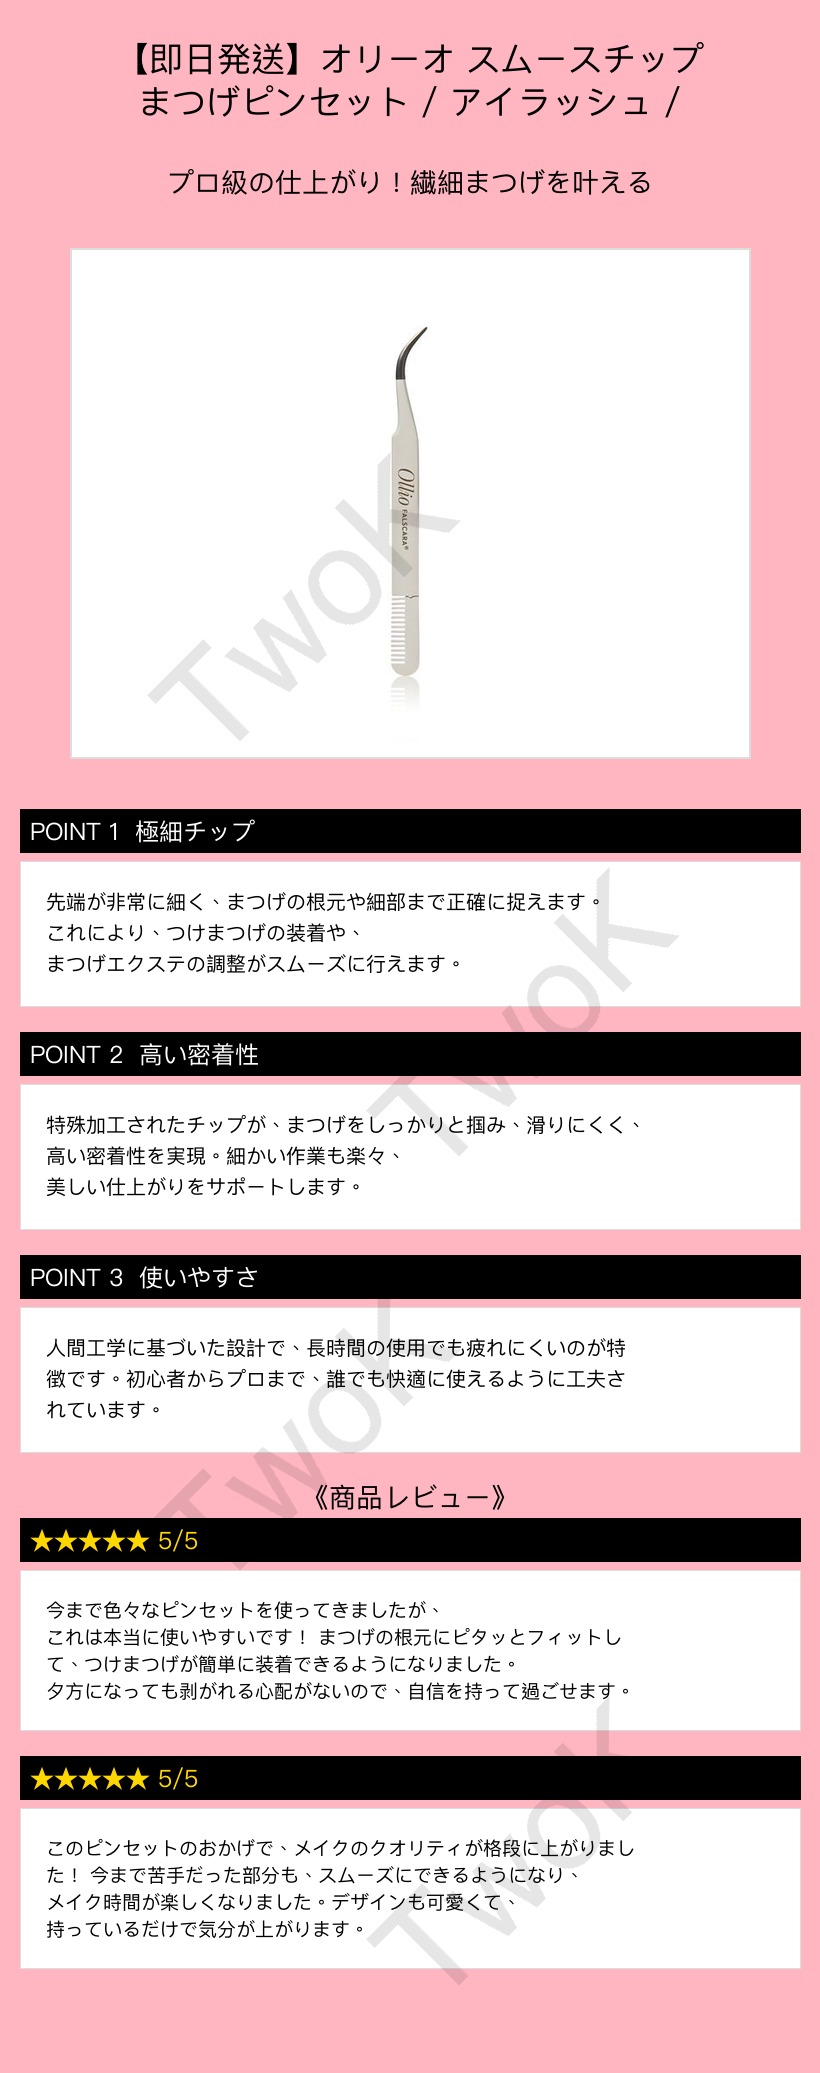 【即日発送】オリーオ スムースチップ
まつげピンセット / アイラッシュ /
プロ級の仕上がり！繊細まつげを叶える
Ollio FALSCARA®
TwoK
POINT 1 極細チップ
先端が非常に細く、まつげの根元や細部まで正確に捉えます。
これにより、つけまつげの装着や、
まつげエクステの調整がスムーズに行えます。
TwoK
POINT 2 高い密着性
特殊加工されたチップが、まつげをしっかりと掴み、滑りにくく、
高い密着性を実現。細かい作業も楽々、
美しい仕上がりをサポートします。
POINT 3 使いやすさ
人間工学に基づいた設計で、長時間の使用でも疲れにくいのが特
徴です。初心者からプロまで、誰でも快適に使えるように工夫さ
れています。
TwoK
《商品レビュー》
★★★★★ 5/5
今まで色々なピンセットを使ってきましたが、
これは本当に使いやすいです！ まつげの根元にピタッとフィットし
て、つけまつげが簡単に装着できるようになりました。
夕方になっても剥がれる心配がないので、自信を持って過ごせます。
★★★★★ 5/5
このピンセットのおかげで、メイクのクオリティが格段に上がりまし
た！ 今まで苦手だった部分も、スムーズにできるようになり、
メイク時間が楽しくなりました。デザインも可愛くて、
持っているだけで気分が上がります。
TwoK